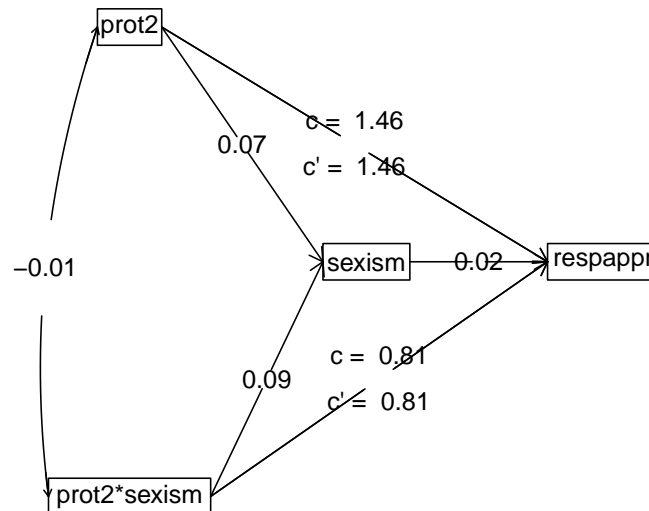 prot2
c = 1.46
0.07
c' = 1.46
−0.01
sexism
0.02
respappr
c = 0.81
0.09
c' = 0.81
prot2*sexism